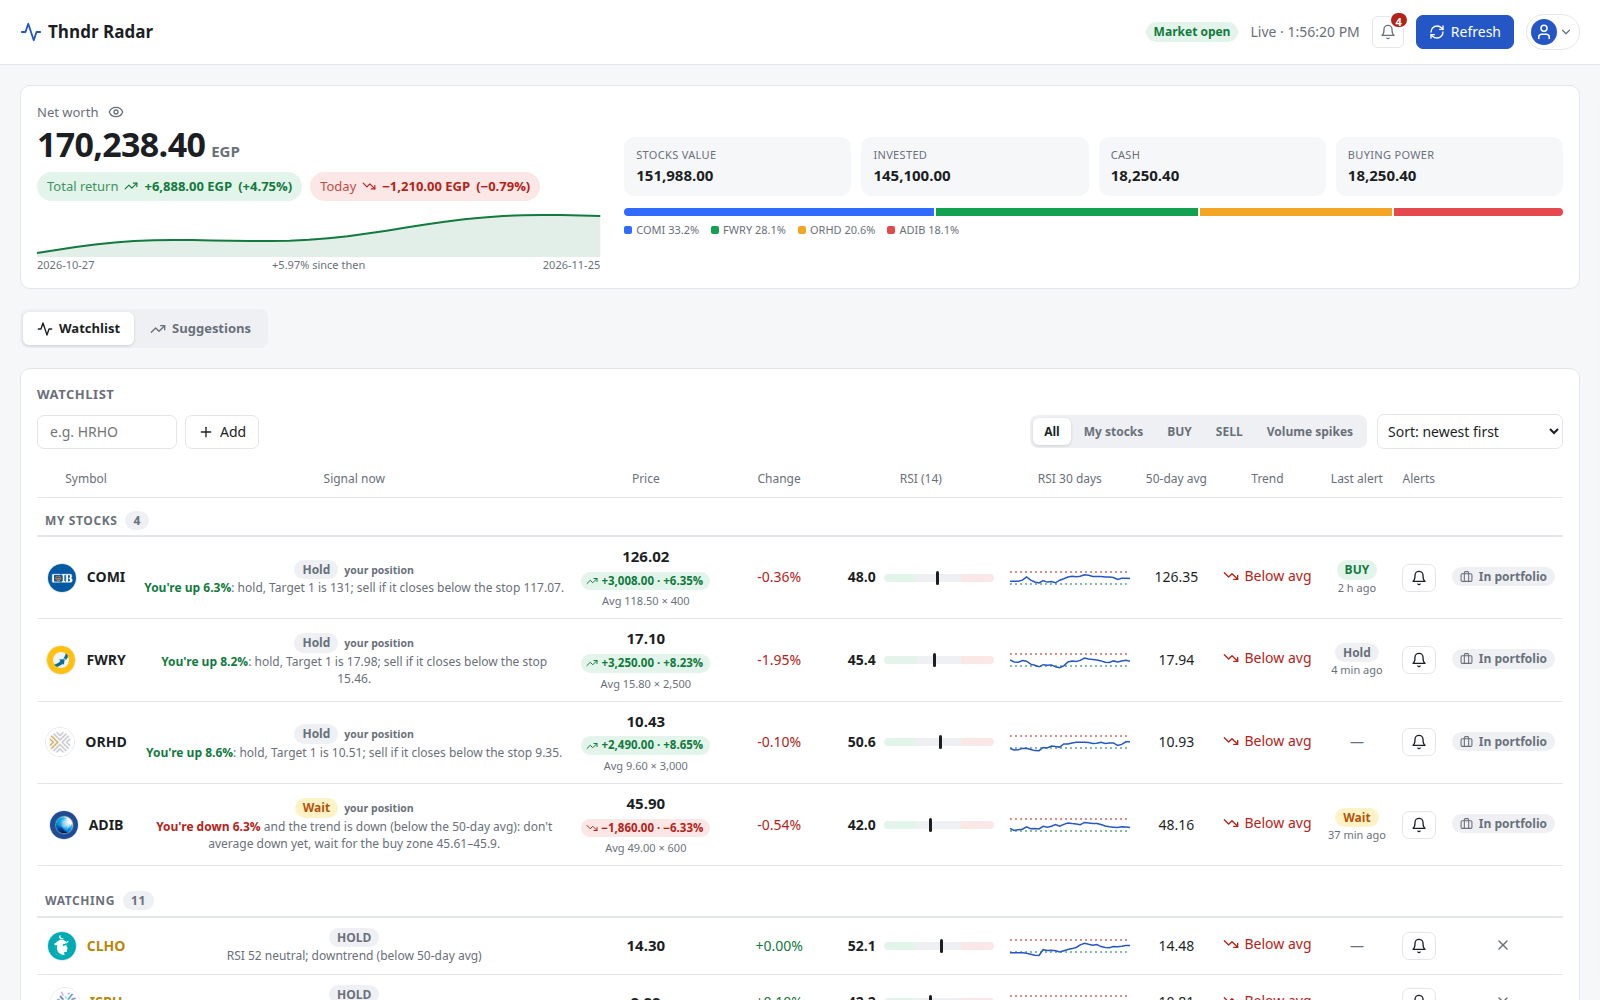 Thndr Radar
Market open
Live · 1:56:20 PM
4
Refresh
Net worth
170,238.40 EGP
Total return +6,888.00 EGP (+4.75%)
Today −1,210.00 EGP (−0.79%)
2026-10-27
+5.97% since then
2026-11-25
STOCKS VALUE
151,988.00
INVESTED
145,100.00
CASH
18,250.40
BUYING POWER
18,250.40
COMI 33.2% FWRY 28.1% ORHD 20.6% ADIB 18.1%
Watchlist
Suggestions
WATCHLIST
e.g. HRHO
Add
All My stocks BUY SELL Volume spikes
Sort: newest first
Symbol Signal now Price Change RSI (14) RSI 30 days 50-day avg Trend Last alert Alerts
MY STOCKS 4
CIB
COMI
Hold your position
You're up 6.3%: hold, Target 1 is 131; sell if it closes below the stop 117.07.
126.02
+3,008.00 · +6.35%
Avg 118.50 × 400
-0.36%
48.0
126.35
Below avg
BUY
2 h ago
In portfolio
FWRY
Hold your position
You're up 8.2%: hold, Target 1 is 17.98; sell if it closes below the stop
15.46.
17.10
+3,250.00 · +8.23%
Avg 15.80 × 2,500
-1.95%
45.4
17.94
Below avg
Hold
4 min ago
In portfolio
ORHD
Hold your position
You're up 8.6%: hold, Target 1 is 10.51; sell if it closes below the stop 9.35.
10.43
+2,490.00 · +8.65%
Avg 9.60 × 3,000
-0.10%
50.6
10.93
Below avg
—
In portfolio
ADIB
Wait your position
You're down 6.3% and the trend is down (below the 50-day avg): don't
average down yet, wait for the buy zone 45.61–45.9.
45.90
−1,860.00 · −6.33%
Avg 49.00 × 600
-0.54%
42.0
48.16
Below avg
Wait
37 min ago
In portfolio
WATCHING 11
CLHO
HOLD
RSI 52 neutral; downtrend (below 50-day avg)
14.30
+0.00%
52.1
14.48
Below avg
—
HOLD